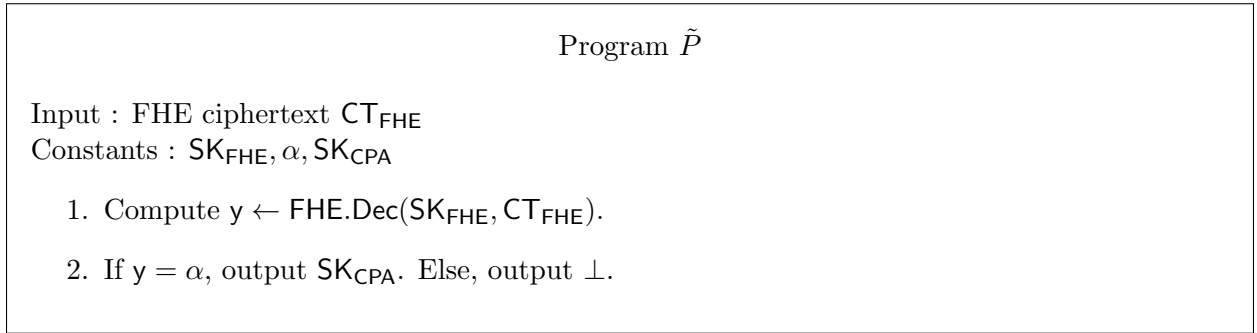 Program P̃
Input : FHE ciphertext CT_FHE
Constants : SK_FHE, α, SK_CPA
1. Compute y ← FHE.Dec(SK_FHE, CT_FHE).
2. If y = α, output SK_CPA. Else, output ⊥.